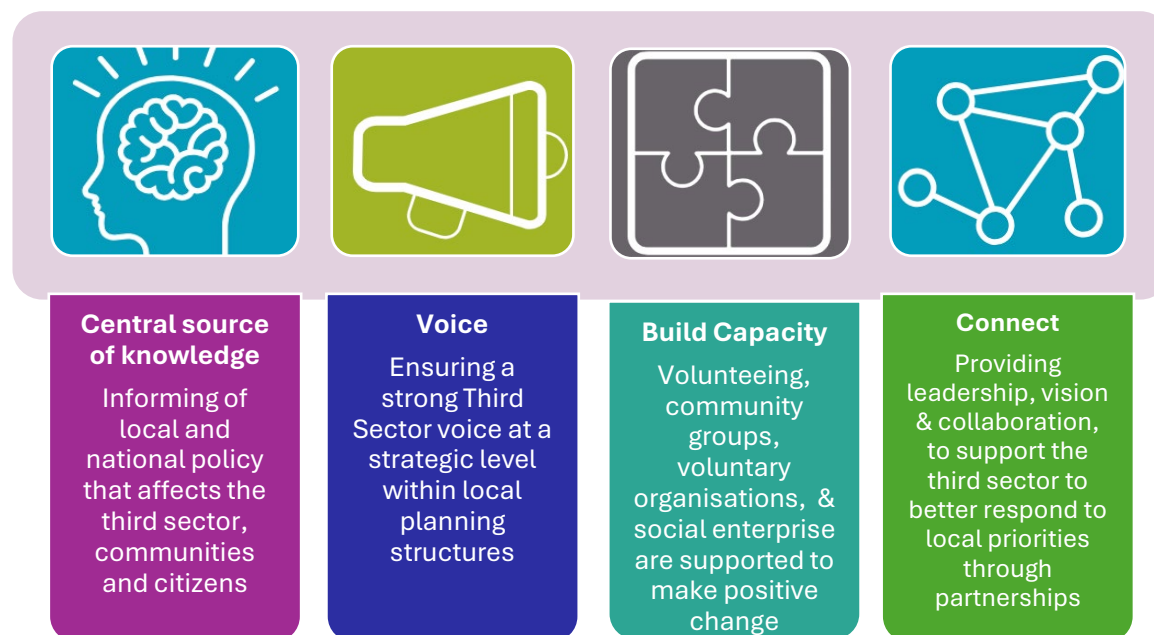 Central source
of knowledge
Informing of
local and
national policy
that affects the
third sector,
communities
and citizens
Voice
Ensuring a
strong Third
Sector voice at a
strategic level
within local
planning
structures
Build Capacity
Volunteeing,
community
groups,
voluntary
organisations,  &
social enterprise
are supported to
make positive
change
Connect
Providing
leadership, vision
& collaboration,
to support the
third sector to
better respond to
local priorities
through
partnerships